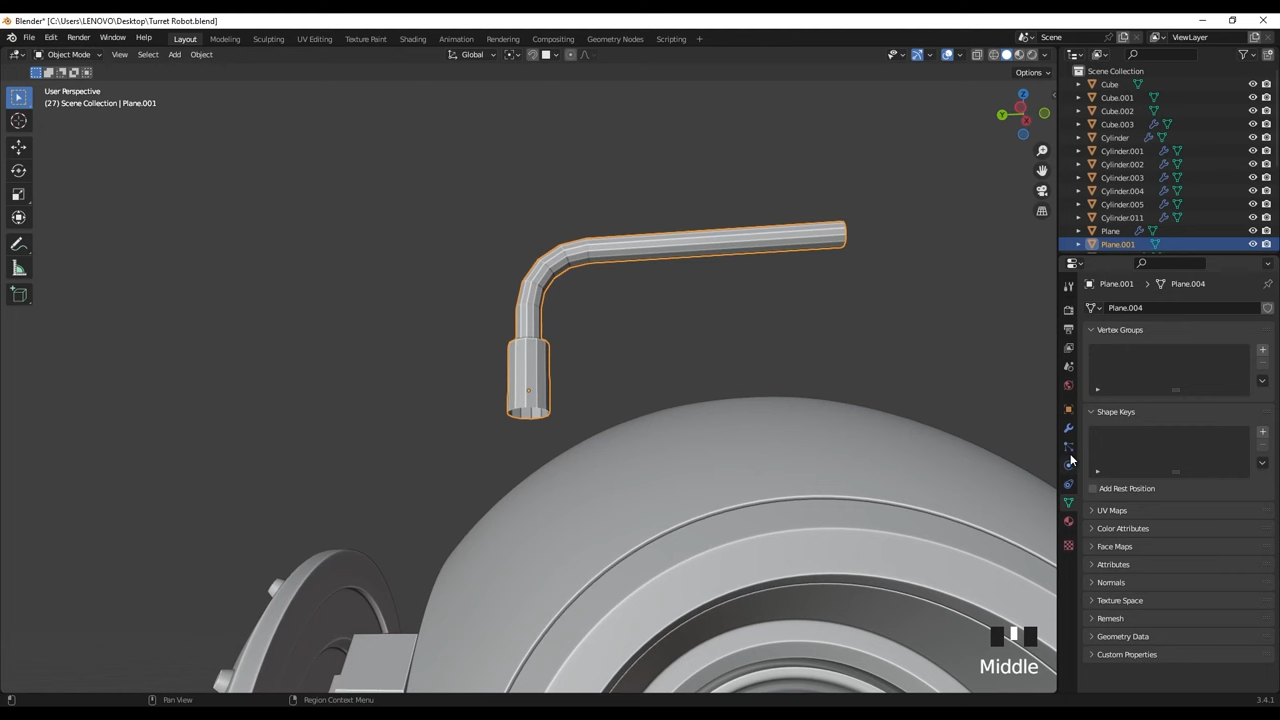 Blender* [C:\Users\LENOVO\Desktop\Turret Robot.blend]
File Edit Render Window Help Layout Modeling Sculpting UV Editing Texture Paint Shading Animation Rendering Compositing Geometry Nodes Scripting Scene ViewLayer
Object Mode View Select Add Object Global
Options
User Perspective
(27) Scene Collection | Plane.001
Z
Y
X
Scene Collection
Cube
Cube.001
Cube.002
Cube.003
Cylinder
Cylinder.001
Cylinder.002
Cylinder.003
Cylinder.004
Cylinder.005
Cylinder.011
Plane
Plane.001
Plane.001 > Plane.004
Plane.004
Vertex Groups
Shape Keys
Add Rest Position
UV Maps
Color Attributes
Face Maps
Attributes
Normals
Texture Space
Remesh
Geometry Data
Custom Properties
Middle
Pan View Region Context Menu 3.4.1